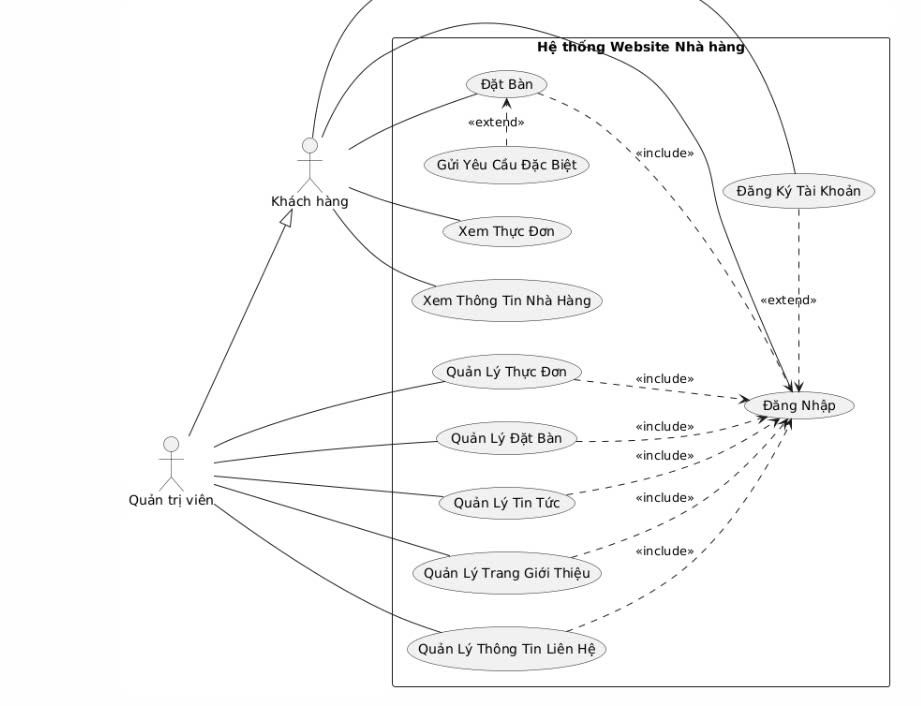 Hệ thống Website Nhà hàng
Đặt Bàn
«extend»
«include»
Gửi Yêu Cầu Đặc Biệt
Đăng Ký Tài Khoản
Khách hàng
Xem Thực Đơn
Xem Thông Tin Nhà Hàng
«extend»
Quản Lý Thực Đơn
«include»
Đăng Nhập
«include»
Quản Lý Đặt Bàn
«include»
Quản trị viên
Quản Lý Tin Tức
«include»
«include»
Quản Lý Trang Giới Thiệu
Quản Lý Thông Tin Liên Hệ